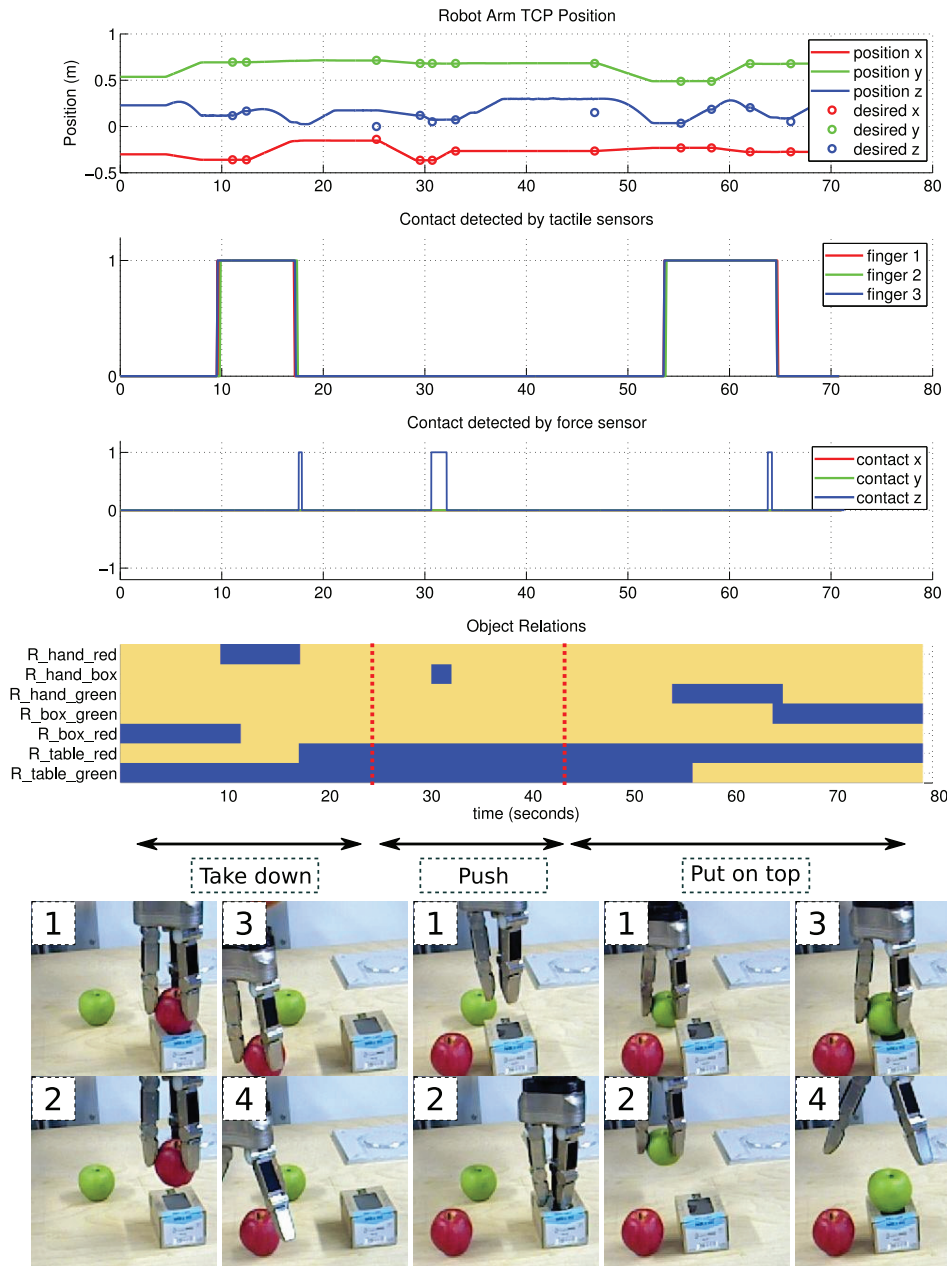 Robot Arm TCP Position
1
0.5
0
−0.5
Position (m)
position x
position y
position z
desired x
desired y
desired z
0 10 20 30 40 50 60 70 80
Contact detected by tactile sensors
1
0
finger 1
finger 2
finger 3
0 10 20 30 40 50 60 70 80
Contact detected by force sensor
1
0
−1
contact x
contact y
contact z
0 10 20 30 40 50 60 70 80
Object Relations
R_hand_red
R_hand_box
R_hand_green
R_box_green
R_box_red
R_table_red
R_table_green
10 20 30 40 50 60 70 80
time (seconds)
Take down Push Put on top
1 3 1 1 3
2 4 2 2 4